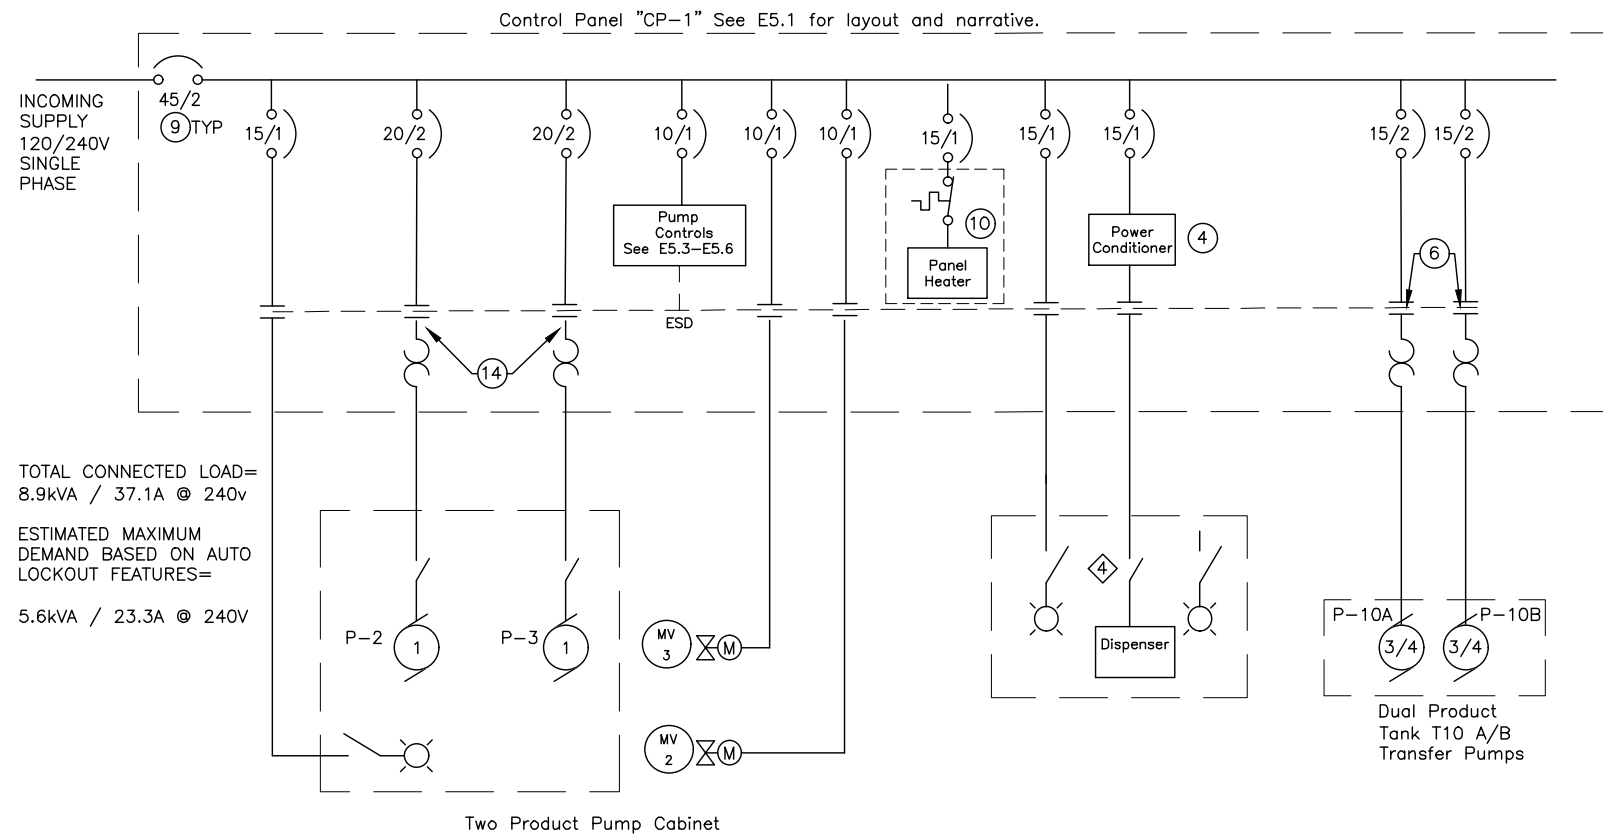 Control Panel "CP-1" See E5.1 for layout and narrative.
INCOMING
SUPPLY
120/240V
SINGLE
PHASE
45/2
9 TYP
15/1
20/2
20/2
10/1
10/1
10/1
15/1
15/1
15/1
15/2
15/2
Pump
Controls
See E5.3-E5.6
10
Panel
Heater
Power
Conditioner
4
6
ESD
14
TOTAL CONNECTED LOAD=
8.9kVA / 37.1A @ 240v
ESTIMATED MAXIMUM
DEMAND BASED ON AUTO
LOCKOUT FEATURES=
5.6kVA / 23.3A @ 240V
P-2
1
P-3
1
MV
3
M
MV
2
M
4
Dispenser
P-10A
3/4
P-10B
3/4
Dual Product
Tank T10 A/B
Transfer Pumps
Two Product Pump Cabinet